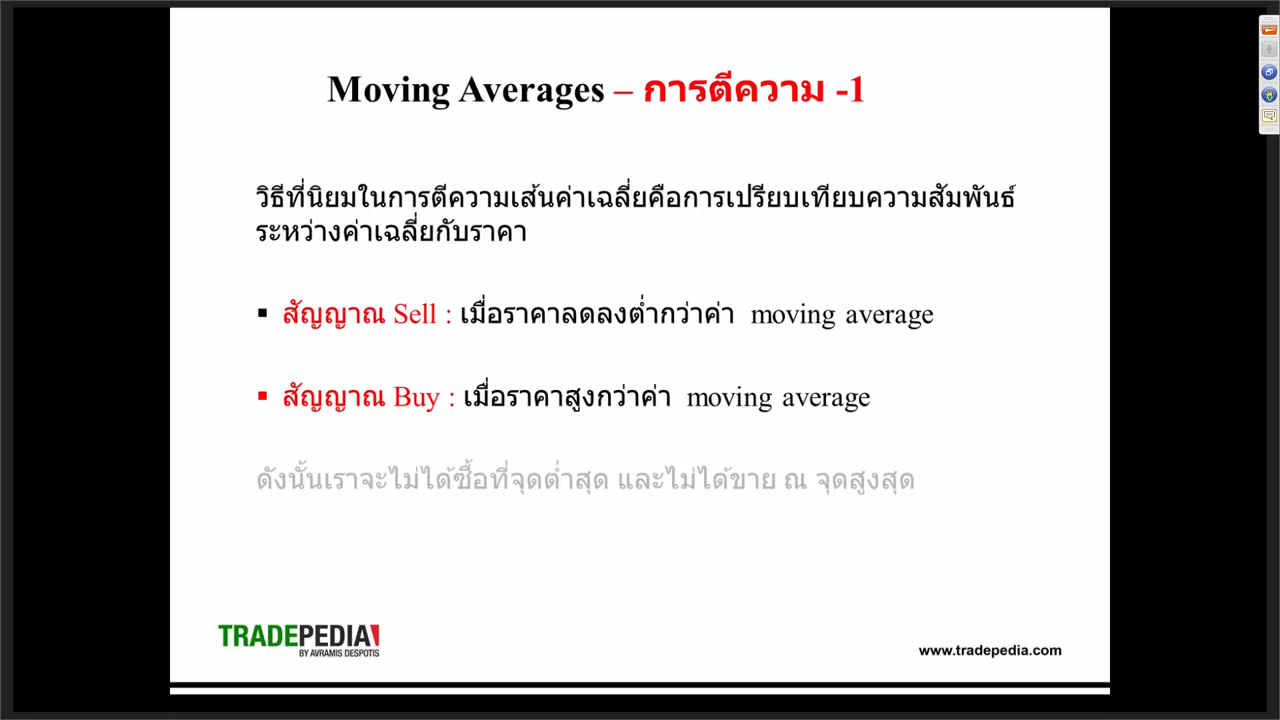 Moving Averages – การตีความ -1
วิธีที่นิยมในการตีความเส้นค่าเฉลี่ยคือการเปรียบเทียบความสัมพันธ์
ระหว่างค่าเฉลี่ยกับราคา
▪ สัญญาณ Sell : เมื่อราคาลดลงต่ำกว่าค่า moving average
▪ สัญญาณ Buy : เมื่อราคาสูงกว่าค่า moving average
ดังนั้นเราจะไม่ได้ซื้อที่จุดต่ำสุด และไม่ได้ขาย ณ จุดสูงสุด
TRADEPEDIA
BY AVRAMIS DESPOTIS
www.tradepedia.com